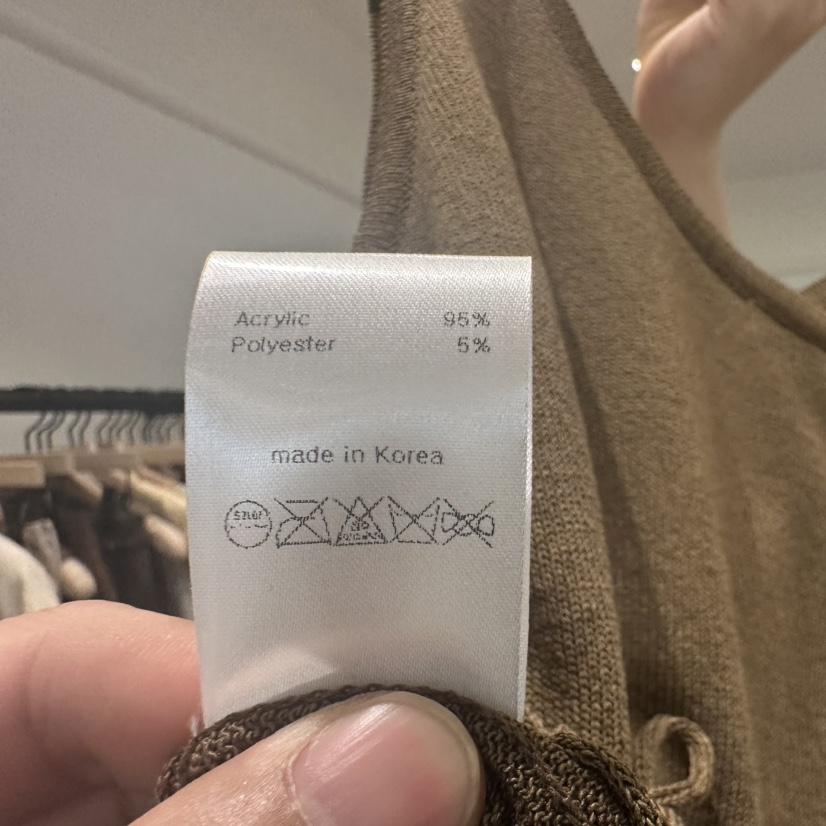 Acrylic 95%
Polyester 5%
made in Korea